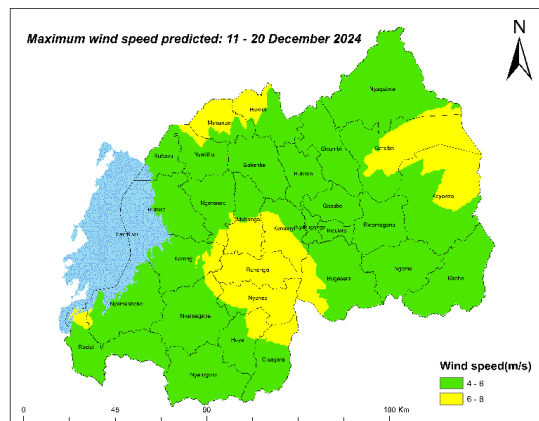 Maximum wind speed predicted: 11 - 20 December 2024
N
Nyagatare
Burera
Musanze
Gatsibo
Rubavu
Nyabihu
Gicumbi
Gakenke
Rulindo
Kayonza
Rutsiro
Ngororero
Gasabo
Muhanga
Rwamagana
Kamonyi
Nyarugenge
Kicukiro
Lac Kivu
Karongi
Ruhango
Ngoma
Bugesera
Kirehe
Nyanza
Nyamasheke
Nyamagabe
Rusizi
Huye
Gisagara
Nyaruguru
Wind speed(m/s)
4 - 6
6 - 8
0 45 90 180 Km